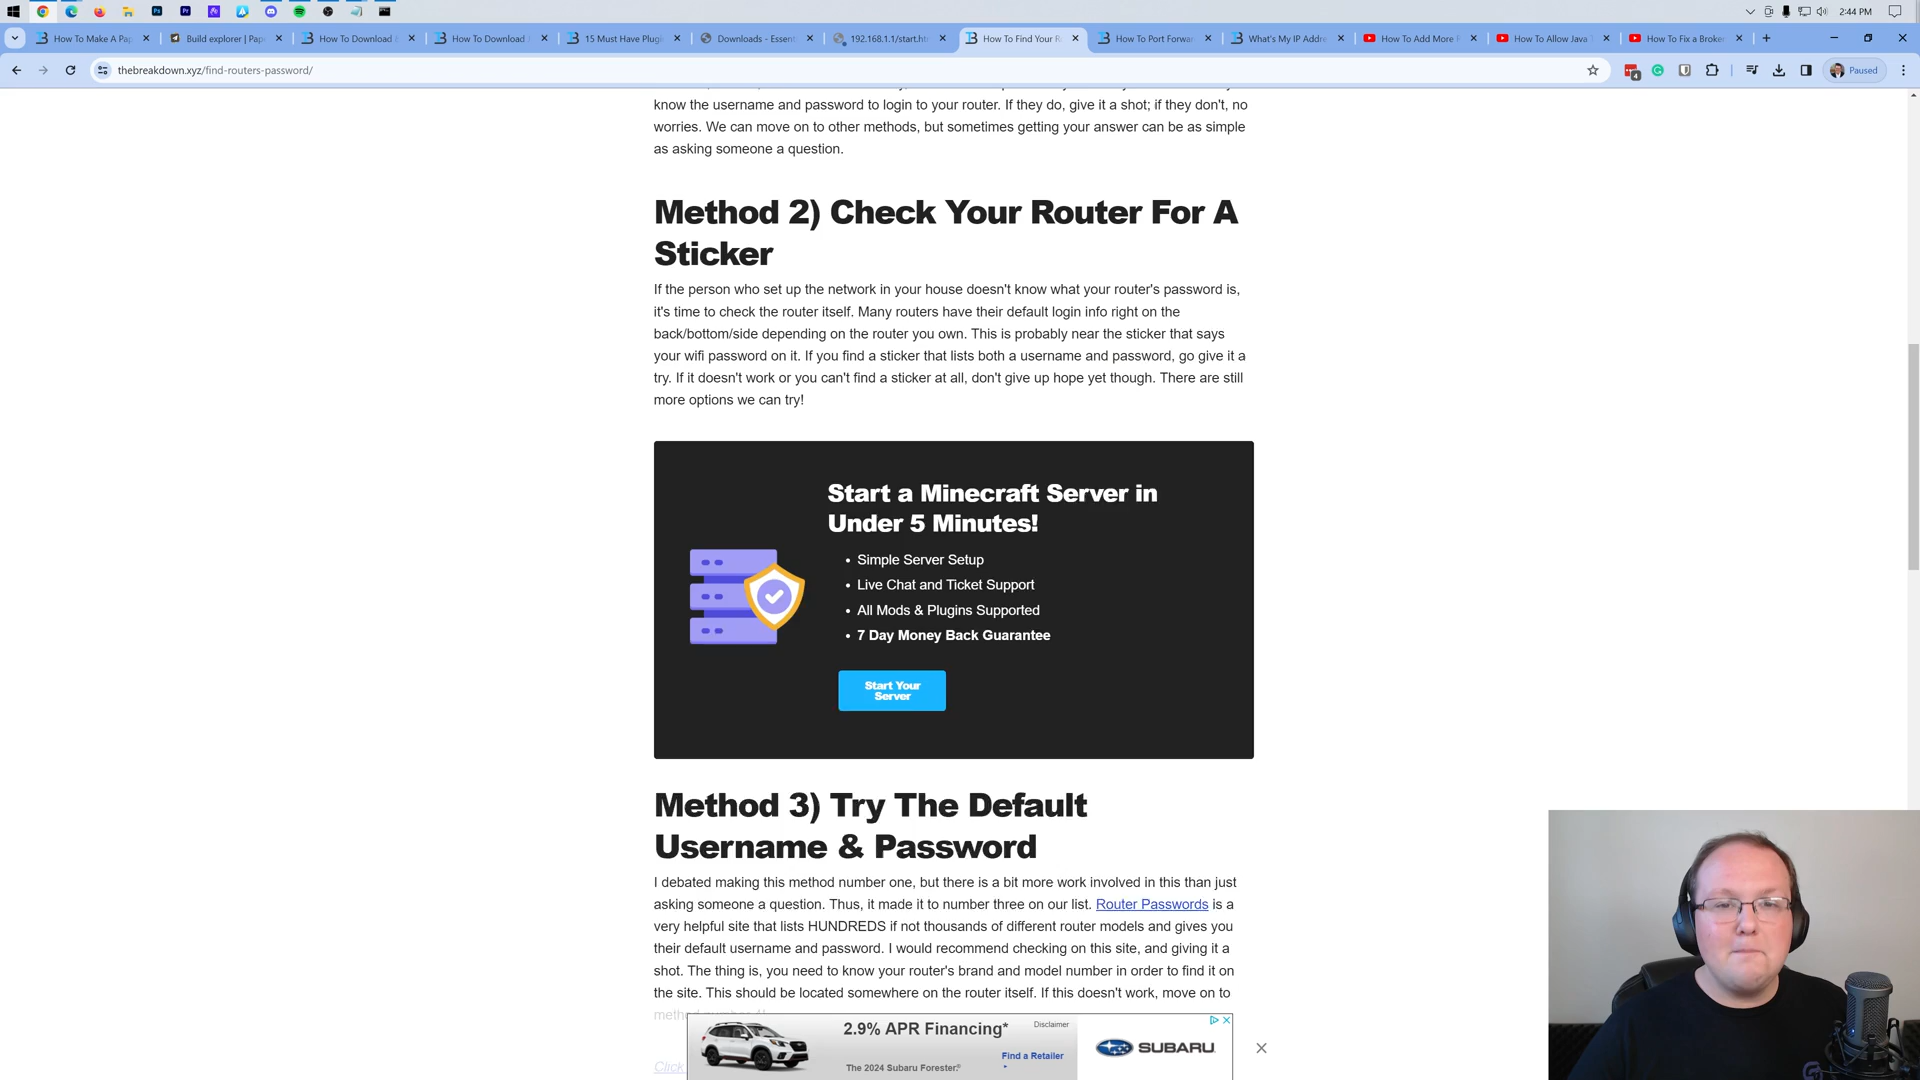 2:44 PM
How To Make A Pap
Build explorer | Pape
How To Download
How To Download
15 Must Have Plugin
Downloads - Essent
192.168.1.1/start.ht
How To Find Your R
How To Port Forwar
What's My IP Addre
How To Add More
How To Allow Java
How To Fix a Broke
thebreakdown.xyz/find-routers-password/
4
Paused
know the username and password to login to your router. If they do, give it a shot; if they don't, no
worries. We can move on to other methods, but sometimes getting your answer can be as simple
as asking someone a question.
Method 2) Check Your Router For A
Sticker
If the person who set up the network in your house doesn't know what your router's password is,
it's time to check the router itself. Many routers have their default login info right on the
back/bottom/side depending on the router you own. This is probably near the sticker that says
your wifi password on it. If you find a sticker that lists both a username and password, go give it a
try. If it doesn't work or you can't find a sticker at all, don't give up hope yet though. There are still
more options we can try!
Start a Minecraft Server in
Under 5 Minutes!
• Simple Server Setup
• Live Chat and Ticket Support
• All Mods & Plugins Supported
• 7 Day Money Back Guarantee
Start Your
Server
Method 3) Try The Default
Username & Password
I debated making this method number one, but there is a bit more work involved in this than just
asking someone a question. Thus, it made it to number three on our list. Router Passwords is a
very helpful site that lists HUNDREDS if not thousands of different router models and gives you
their default username and password. I would recommend checking on this site, and giving it a
shot. The thing is, you need to know your router's brand and model number in order to find it on
the site. This should be located somewhere on the router itself. If this doesn't work, move on to
Click
2.9% APR Financing*
Disclaimer
Find a Retailer
The 2024 Subaru Forester.®
SUBARU